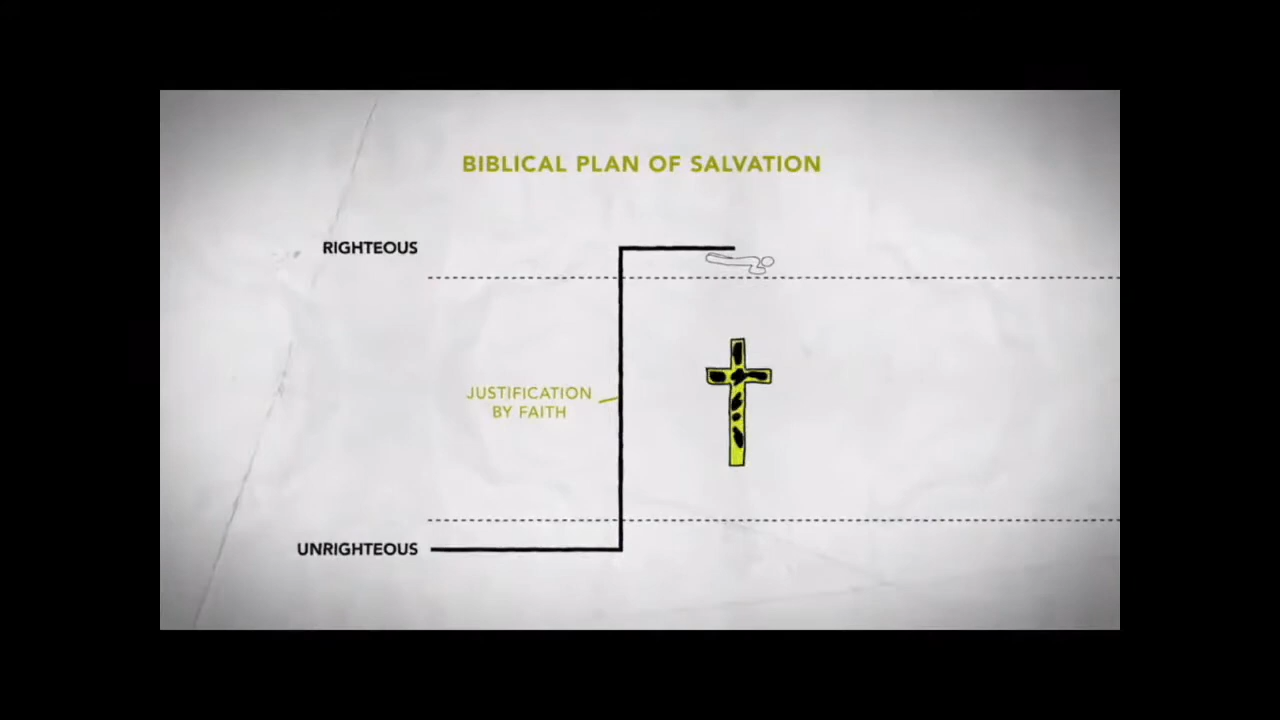 BIBLICAL PLAN OF SALVATION
RIGHTEOUS
JUSTIFICATION
BY FAITH
UNRIGHTEOUS